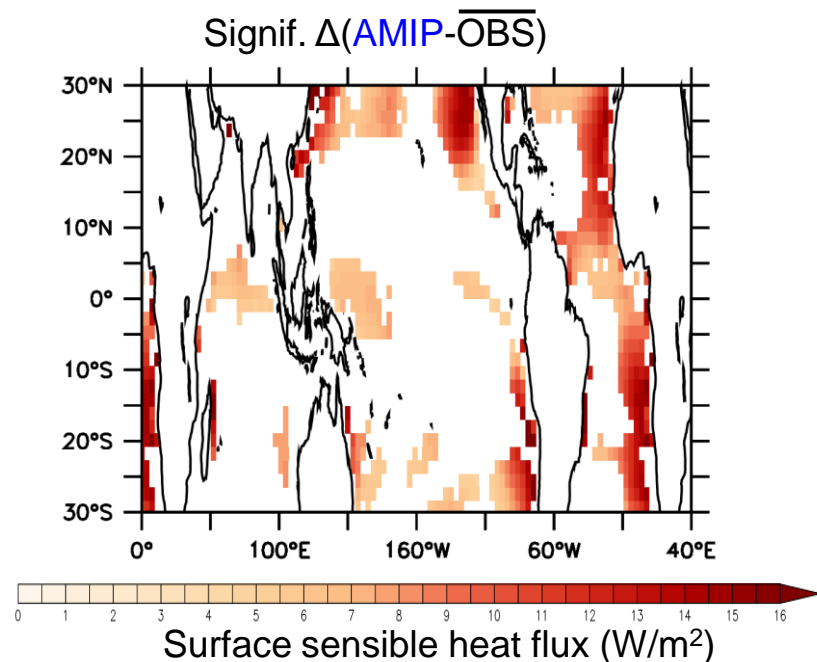 Signif. Δ(AMIP-OBS)
30°N
20°N
10°N
0°
10°S
20°S
30°S
0° 100°E 160°W 60°W 40°E
0 1 2 3 4 5 6 7 8 9 10 11 12 13 14 15 16
Surface sensible heat flux (W/m²)